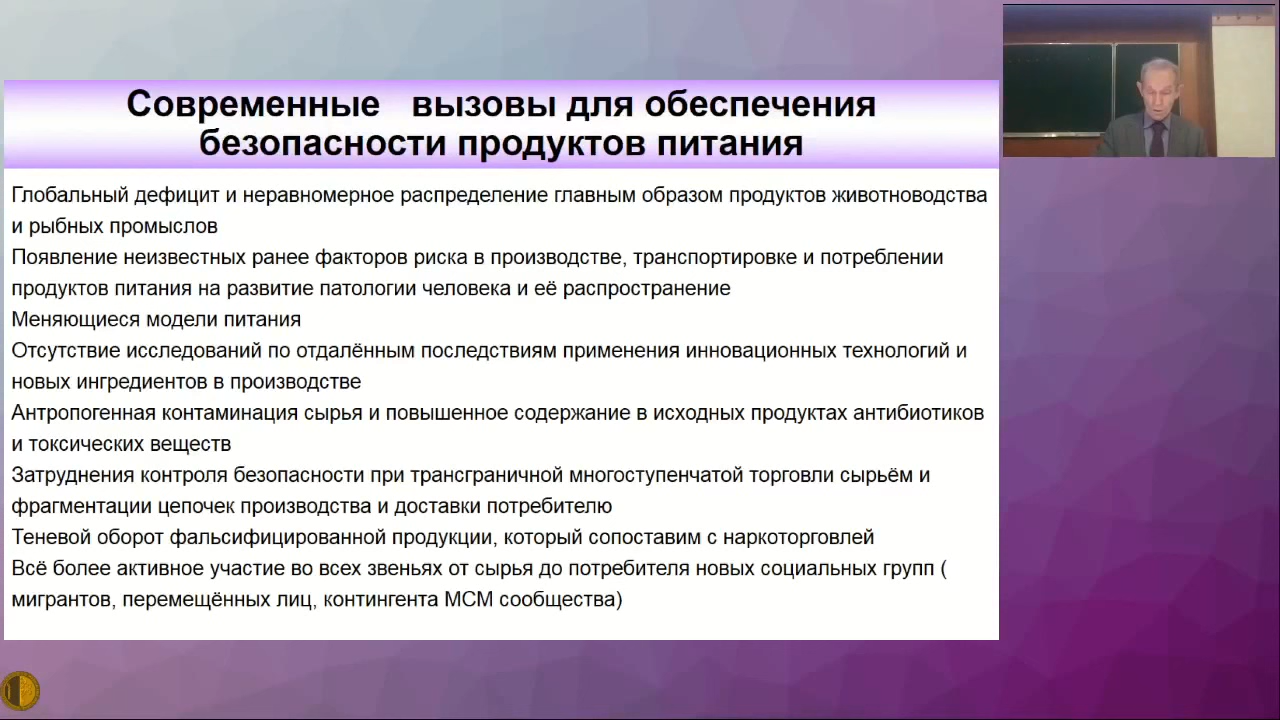 Современные вызовы для обеспечения
безопасности продуктов питания
Глобальный дефицит и неравномерное распределение главным образом продуктов животноводства
и рыбных промыслов
Появление неизвестных ранее факторов риска в производстве, транспортировке и потреблении
продуктов питания на развитие патологии человека и её распространение
Меняющиеся модели питания
Отсутствие исследований по отдалённым последствиям применения инновационных технологий и
новых ингредиентов в производстве
Антропогенная контаминация сырья и повышенное содержание в исходных продуктах антибиотиков
и токсических веществ
Затруднения контроля безопасности при трансграничной многоступенчатой торговли сырьём и
фрагментации цепочек производства и доставки потребителю
Теневой оборот фальсифицированной продукции, который сопоставим с наркоторговлей
Всё более активное участие во всех звеньях от сырья до потребителя новых социальных групп (
мигрантов, перемещённых лиц, контингента МСМ сообщества)